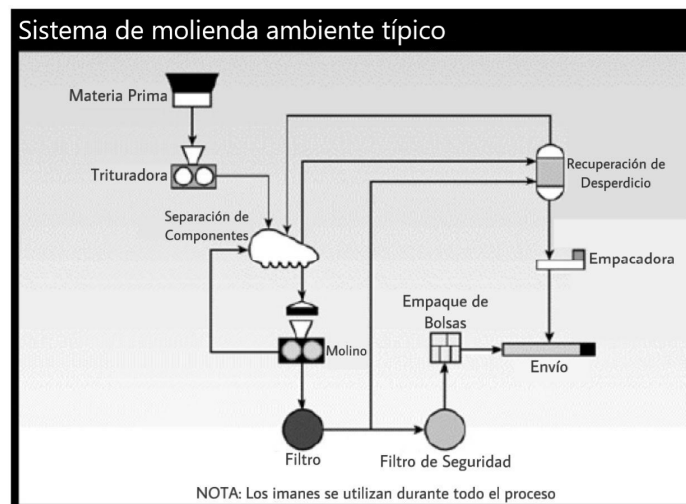 Sistema de molienda ambiente típico
Materia Prima
Trituradora
Separación de
Componentes
Recuperación de
Desperdicio
Empacadora
Empaque de
Bolsas
Molino
Envío
Filtro
Filtro de Seguridad
NOTA: Los imanes se utilizan durante todo el proceso